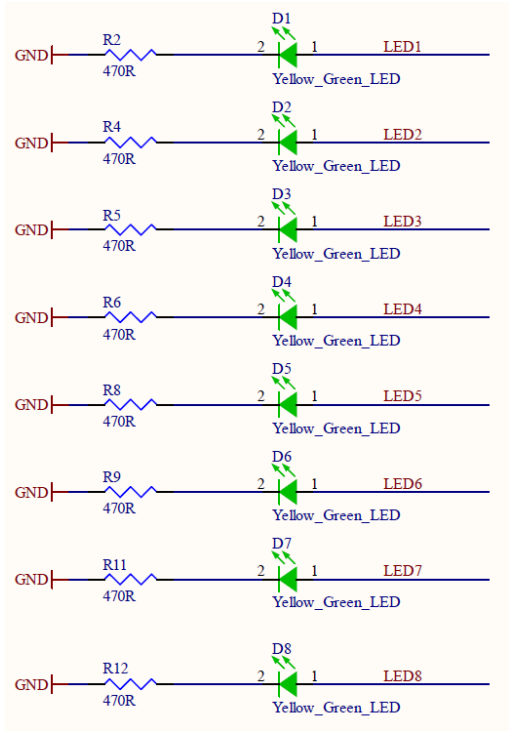 D1
R2
2 1 LED1
GND
470R
Yellow_Green_LED
D2
R4
2 1 LED2
GND
470R
Yellow_Green_LED
D3
R5
2 1 LED3
GND
470R
Yellow_Green_LED
D4
R6
2 1 LED4
GND
470R
Yellow_Green_LED
D5
R8
2 1 LED5
GND
470R
Yellow_Green_LED
D6
R9
2 1 LED6
GND
470R
Yellow_Green_LED
D7
R11
2 1 LED7
GND
470R
Yellow_Green_LED
D8
R12
2 1 LED8
GND
470R
Yellow_Green_LED